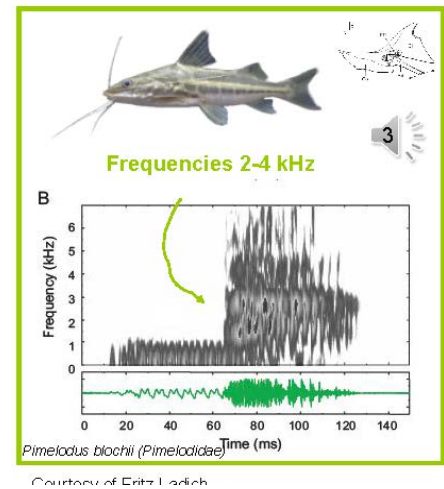 3
Frequencies 2-4 kHz
B
Frequency (kHz)
6
5
4
3
2
1
0
0 20 40 60 80 100 120 140
Time (ms)
Pimelodus blochii (Pimelodidae)
Courtesy of Fritz Ladich